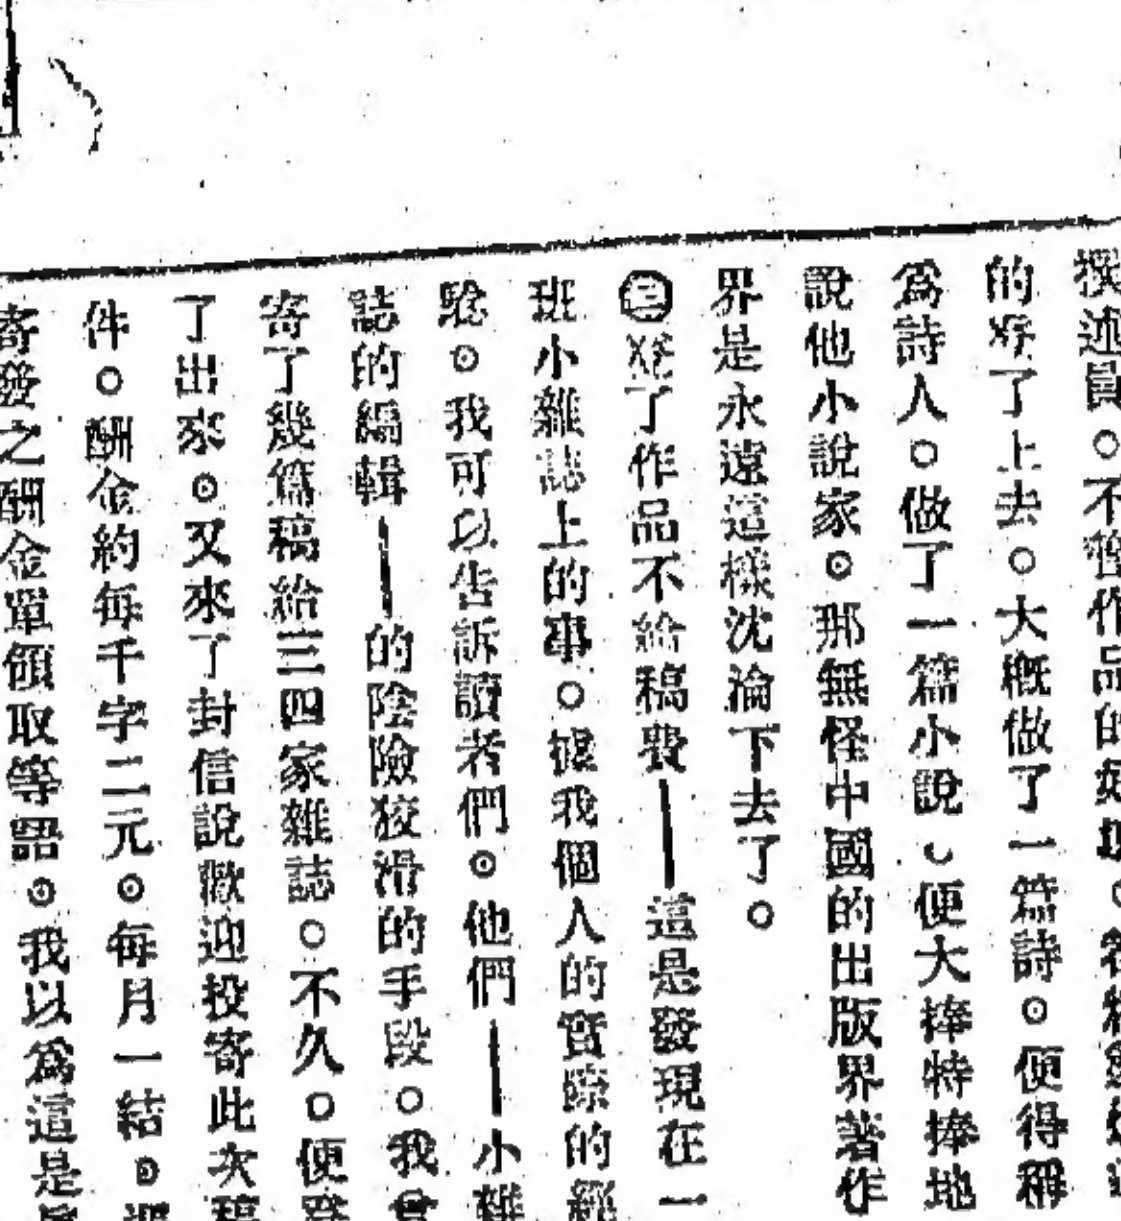 撰述員。不管作品的好壞。
的好了上去。大概做了一篇詩。便得稱
爲詩人。做了一篇小說。便大捧特捧地
說他小說家。那無怪中國的出版界著作
界是永遠這樣沈淪下去了。
㊂登了作品不給稿費——這是發現在一
班小雜誌上的事。據我個人的實際的經
騐。我可以告訴讀者們。他們——小雜
誌的編輯——的陰險狡滑的手段。我曾
寄了幾篇稿給三四家雜誌。不久。便登
了出來。又來了封信說歡迎投寄此次稿
件。酬金約每千字二元。每月一結。
寄發之酬金單領取等語。我以爲這是